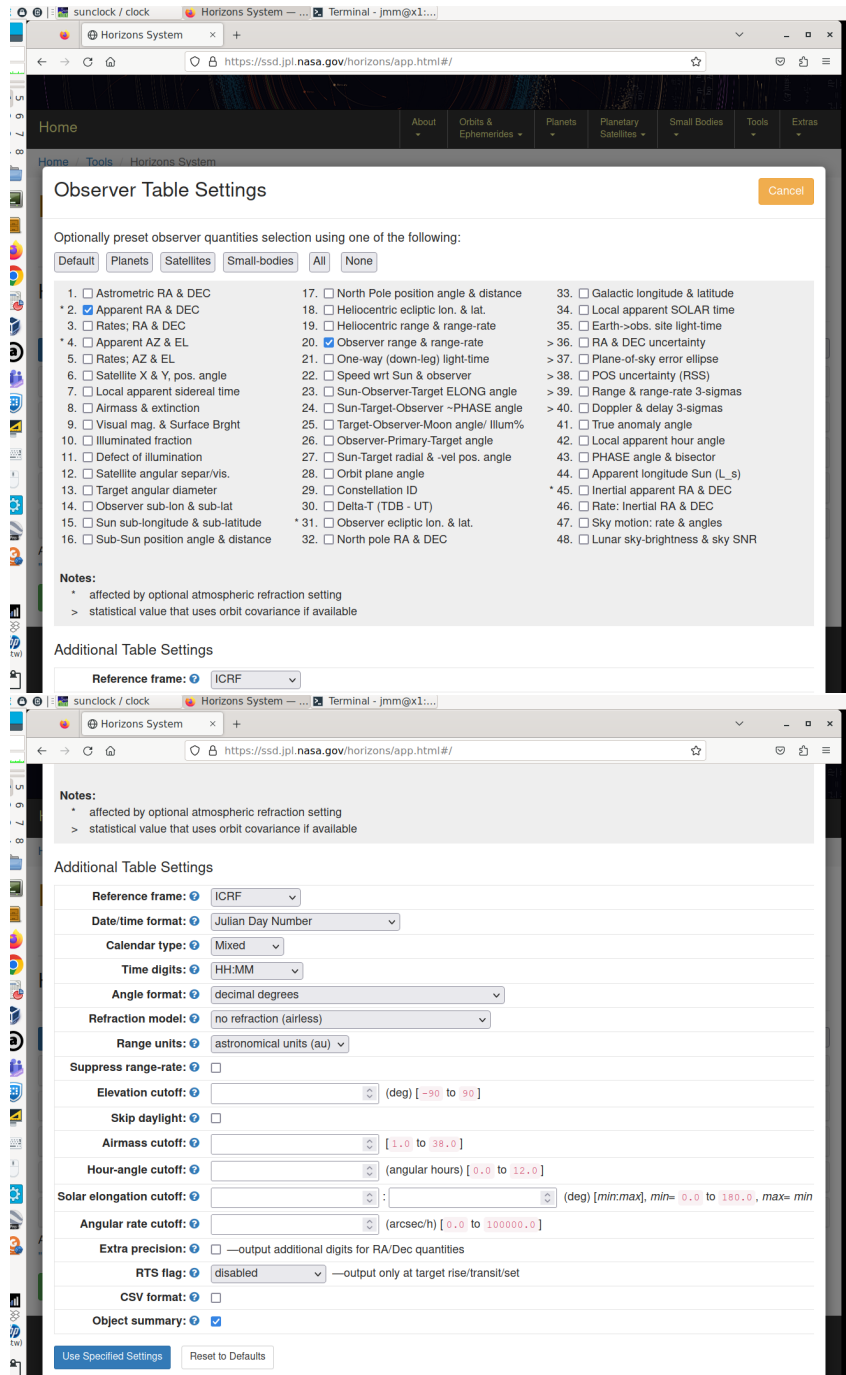 sunclock / clock Horizons System — ... Terminal - jmm@x1:...
Horizons System × +
https://ssd.jpl.nasa.gov/horizons/app.html#/
Home About Orbits & Ephemerides Planets Planetary Satellites Small Bodies Tools Extras
Home / Tools / Horizons System
Observer Table Settings Cancel
Optionally preset observer quantities selection using one of the following:
Default Planets Satellites Small-bodies All None
1. Astrometric RA & DEC 17. North Pole position angle & distance 33. Galactic longitude & latitude
* 2. Apparent RA & DEC 18. Heliocentric ecliptic lon. & lat. 34. Local apparent SOLAR time
3. Rates; RA & DEC 19. Heliocentric range & range-rate 35. Earth->obs. site light-time
* 4. Apparent AZ & EL 20. Observer range & range-rate > 36. RA & DEC uncertainty
5. Rates; AZ & EL 21. One-way (down-leg) light-time > 37. Plane-of-sky error ellipse
6. Satellite X & Y, pos. angle 22. Speed wrt Sun & observer > 38. POS uncertainty (RSS)
7. Local apparent sidereal time 23. Sun-Observer-Target ELONG angle > 39. Range & range-rate 3-sigmas
8. Airmass & extinction 24. Sun-Target-Observer ~PHASE angle > 40. Doppler & delay 3-sigmas
9. Visual mag. & Surface Brght 25. Target-Observer-Moon angle/ Illum% 41. True anomaly angle
10. Illuminated fraction 26. Observer-Primary-Target angle 42. Local apparent hour angle
11. Defect of illumination 27. Sun-Target radial & -vel pos. angle 43. PHASE angle & bisector
12. Satellite angular separ/vis. 28. Orbit plane angle 44. Apparent longitude Sun (L_s)
13. Target angular diameter 29. Constellation ID * 45. Inertial apparent RA & DEC
14. Observer sub-lon & sub-lat 30. Delta-T (TDB - UT) 46. Rate: Inertial RA & DEC
15. Sun sub-longitude & sub-latitude * 31. Observer ecliptic lon. & lat. 47. Sky motion: rate & angles
16. Sub-Sun position angle & distance 32. North pole RA & DEC 48. Lunar sky-brightness & sky SNR
Notes:
* affected by optional atmospheric refraction setting
> statistical value that uses orbit covariance if available
Additional Table Settings
Reference frame: ICRF
sunclock / clock Horizons System — ... Terminal - jmm@x1:...
Horizons System × +
https://ssd.jpl.nasa.gov/horizons/app.html#/
Notes:
* affected by optional atmospheric refraction setting
> statistical value that uses orbit covariance if available
Additional Table Settings
Reference frame: ICRF
Date/time format: Julian Day Number
Calendar type: Mixed
Time digits: HH:MM
Angle format: decimal degrees
Refraction model: no refraction (airless)
Range units: astronomical units (au)
Suppress range-rate:
Elevation cutoff: (deg) [ -90 to 90 ]
Skip daylight:
Airmass cutoff: [ 1.0 to 38.0 ]
Hour-angle cutoff: (angular hours) [ 0.0 to 12.0 ]
Solar elongation cutoff: : (deg) [min:max], min= 0.0 to 180.0 , max= min
Angular rate cutoff: (arcsec/h) [ 0.0 to 100000.0 ]
Extra precision: —output additional digits for RA/Dec quantities
RTS flag: disabled —output only at target rise/transit/set
CSV format:
Object summary:
Use Specified Settings Reset to Defaults